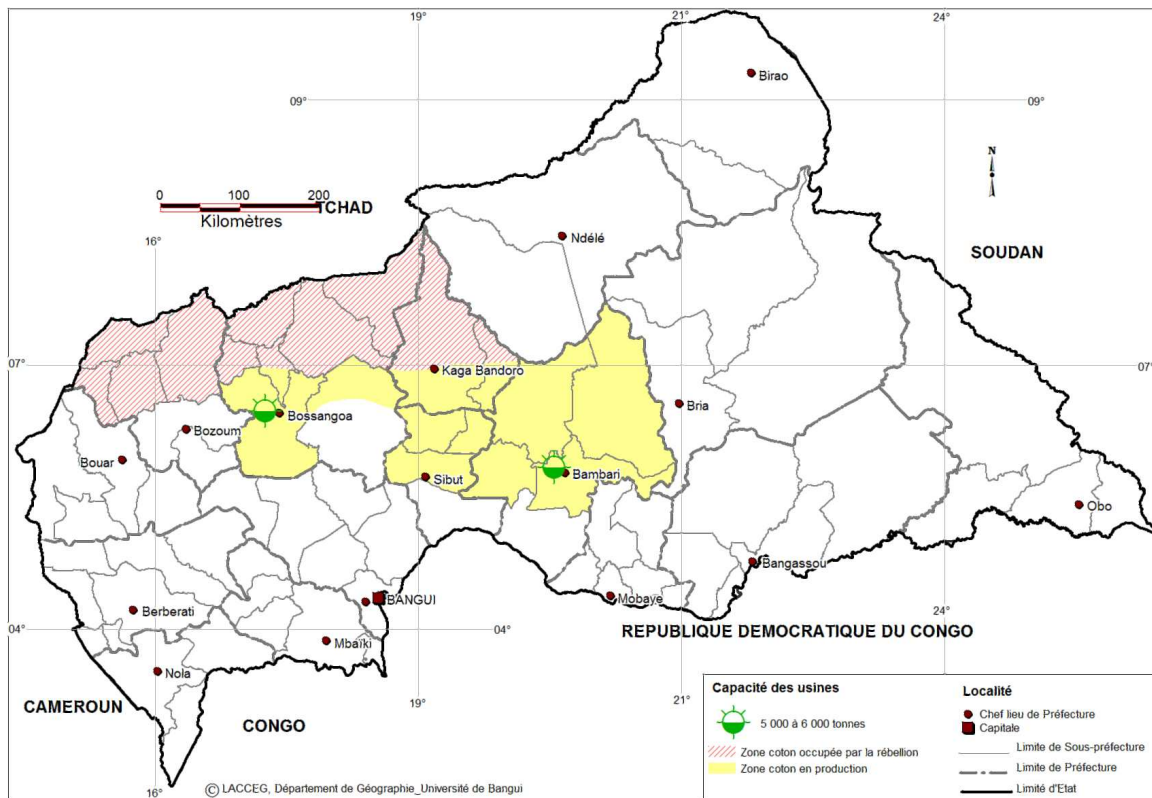 19°
21°
24°
Birao
09°
09°
N
0 100 200
TCHAD
Kilomètres
16°
Ndélé
SOUDAN
07°
07°
Kaga Bandoro
Bria
Bossangoa
Bozoum
Bouar
Bambari
Sibut
Obo
Bangassou
BANGUI
Mobaye
Berberati
24°
04°
04°
REPUBLIQUE DEMOCRATIQUE DU CONGO
Mbaïki
Nola
CAMEROUN
CONGO
19°
21°
16°
© LACCEG, Département de Géographie_Université de Bangui
Capacité des usines
5 000 à 6 000 tonnes
Zone coton occupée par la rébellion
Zone coton en production
Localité
Chef lieu de Préfecture
Capitale
Limite de Sous-préfecture
Limite de Préfecture
Limité d'Etat